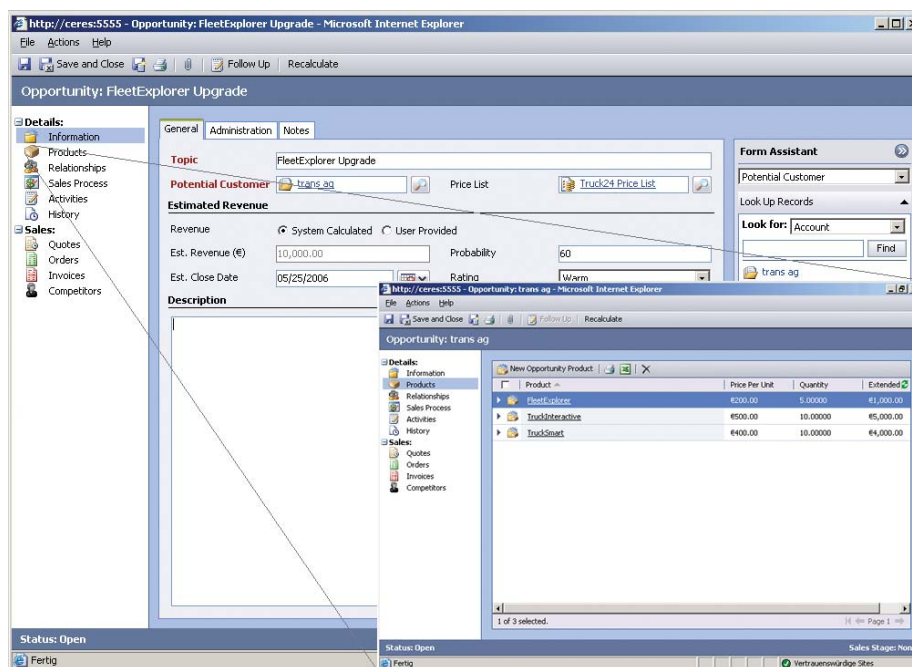 http://ceres:5555 - Opportunity: FleetExplorer Upgrade - Microsoft Internet Explorer
File Actions Help
Save and Close Follow Up Recalculate
Opportunity: FleetExplorer Upgrade
Details:
Information
Products
Relationships
Sales Process
Activities
History
Sales:
Quotes
Orders
Invoices
Competitors
General Administration Notes
Topic FleetExplorer Upgrade
Potential Customer trans ag Price List Truck24 Price List
Estimated Revenue
Revenue System Calculated User Provided
Est. Revenue (€) 10,000.00 Probability 60
Est. Close Date 05/25/2006 Rating Warm
Description
Form Assistant
Potential Customer
Look Up Records
Look for: Account
Find
trans ag
Status: Open
Fertig
http://ceres:5555 - Opportunity: trans ag - Microsoft Internet Explorer
File Actions Help
Save and Close Follow Up Recalculate
Opportunity: trans ag
Details:
Information
Products
Relationships
Sales Process
Activities
History
Sales:
Quotes
Orders
Invoices
Competitors
New Opportunity Product
Product Price Per Unit Quantity Extended
FleetExplorer €200.00 5.00000 €1,000.00
TruckInteractive €500.00 10.00000 €5,000.00
TruckSmart €400.00 10.00000 €4,000.00
1 of 3 selected. Page 1
Status: Open Sales Stage: Non
Fertig Vertrauenswürdige Sites